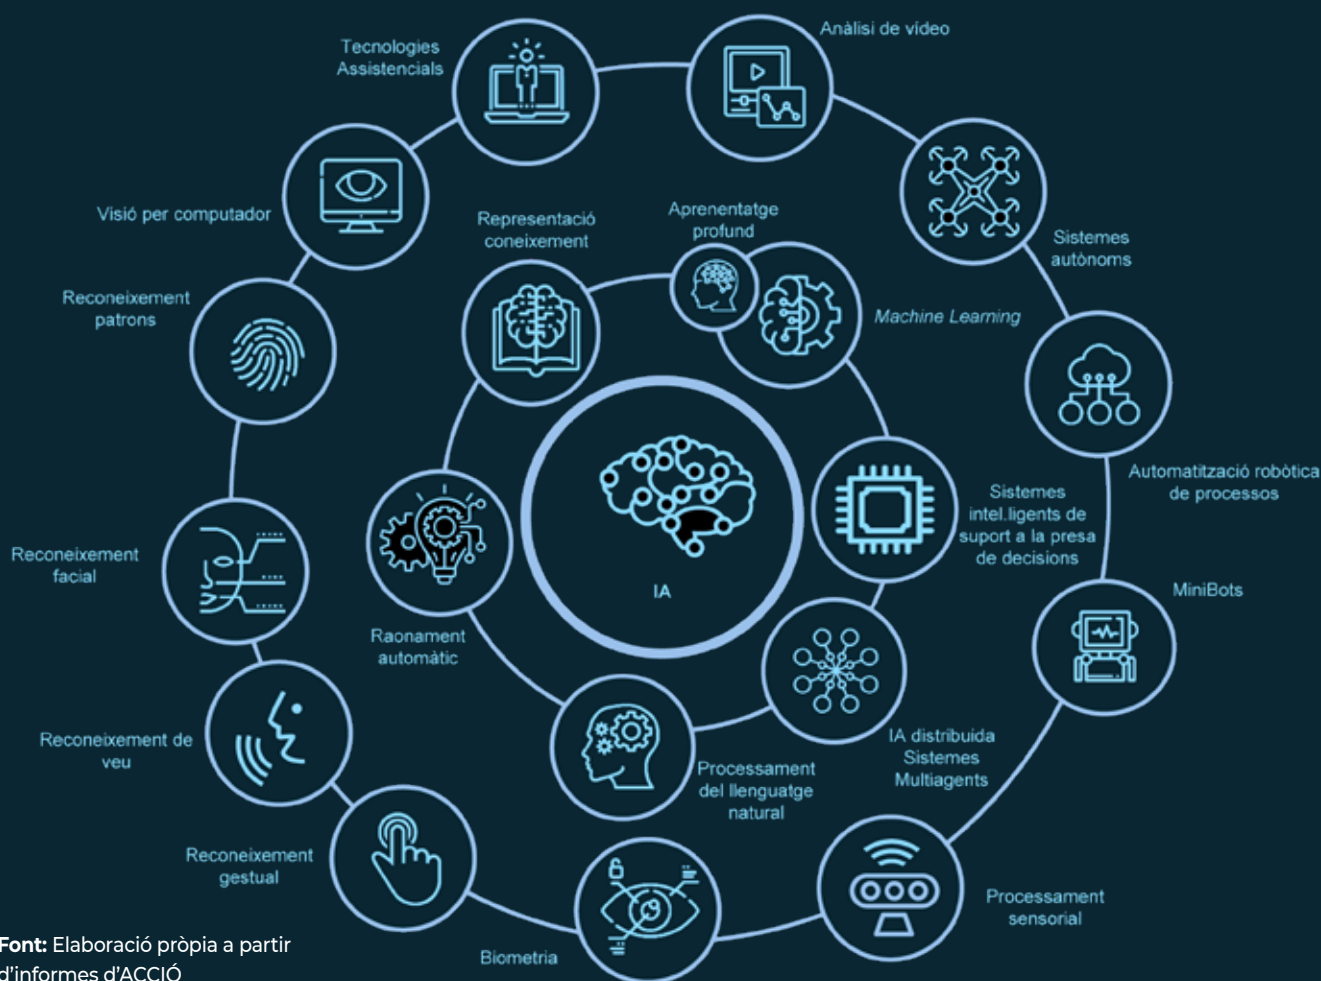 Anàlisi de vídeo
Tecnologies
Assistencials
Visió per computador
Representació
coneixement
Aprenentatge
profund
Sistemes
autònoms
Reconeixement
patrons
Machine Learning
Automatització robòtica
de processos
Sistemes
intel.ligents de
suport a la presa
de decisions
Reconeixement
facial
IA
MiniBots
Raonament
automàtic
Reconeixement de
veu
IA distribuida
Sistemes
Multiagents
Processament
del llenguatge
natural
Reconeixement
gestual
Processament
sensorial
Biometria
Font: Elaboració pròpia a partir
d'informes d'ACCIÓ